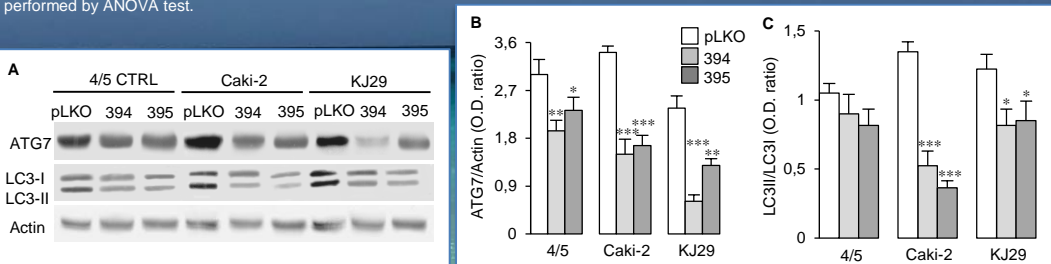 performed by ANOVA test.
A
4/5 CTRL Caki-2 KJ29
pLKO 394 395 pLKO 394 395 pLKO 394 395
ATG7
LC3-I
LC3-II
Actin
B
ATG7/Actin (O.D. ratio)
3,6
2,7
1,8
0,9
0
pLKO
394
395
** *
*** ***
*** **
4/5 Caki-2 KJ29
C
LC3II/LC3I (O.D. ratio)
1,5
1
0,5
0
*** ***
* *
4/5 Caki-2 KJ29